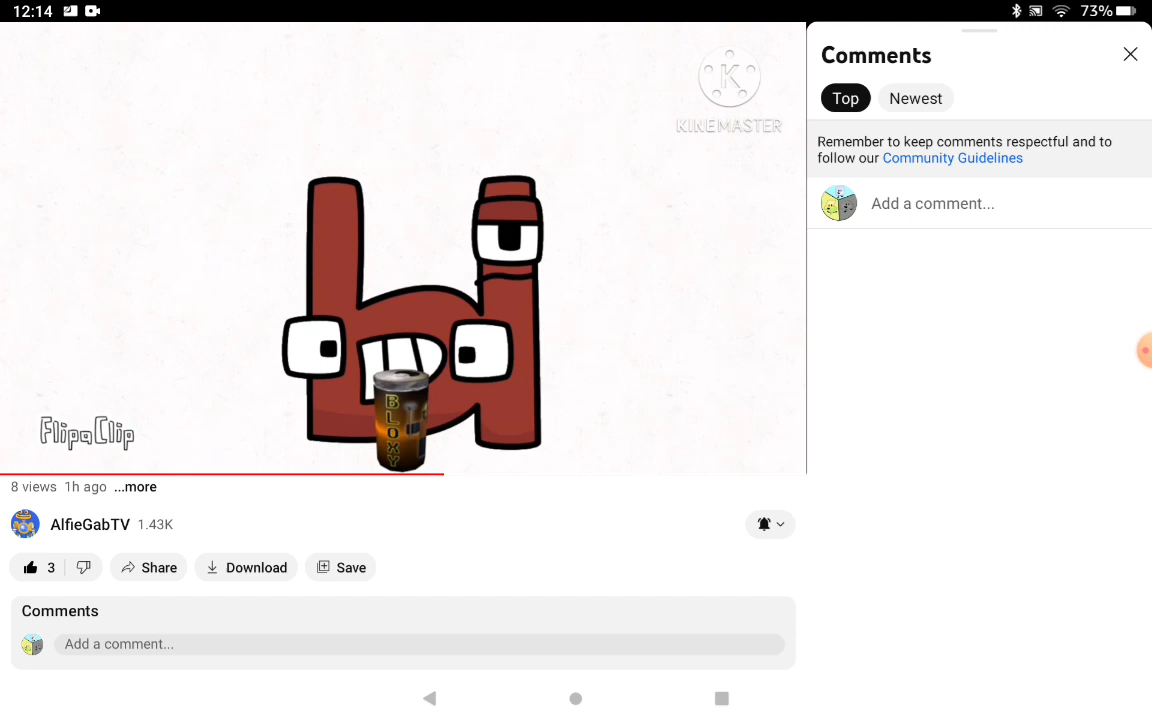 12:14
73%
KINEMASTER
K
BLOXY
FlipaClip
8 views 1h ago ...more
AlfieGabTV 1.43K
3
Share
Download
Save
Comments
Add a comment...
Comments
Top
Newest
Remember to keep comments respectful and to
follow our Community Guidelines
Add a comment...